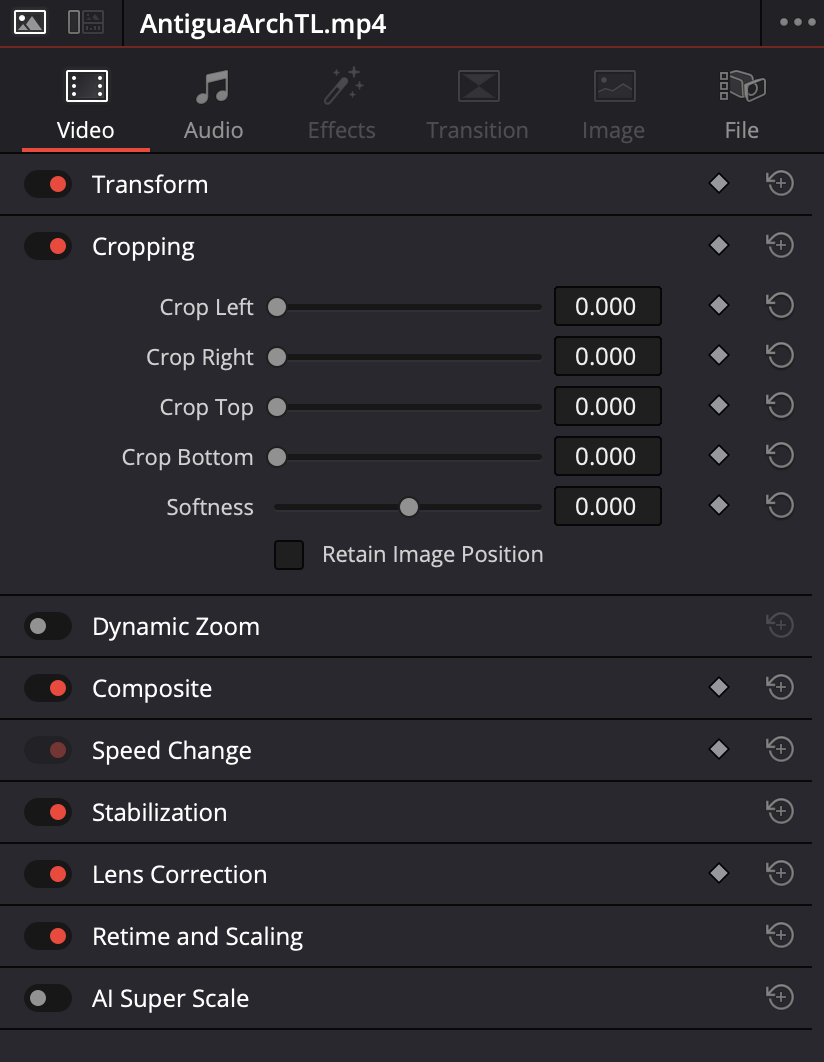 AntiguaArchTL.mp4
Video Audio Effects Transition Image File
Transform
Cropping
Crop Left 0.000
Crop Right 0.000
Crop Top 0.000
Crop Bottom 0.000
Softness 0.000
Retain Image Position
Dynamic Zoom
Composite
Speed Change
Stabilization
Lens Correction
Retime and Scaling
AI Super Scale